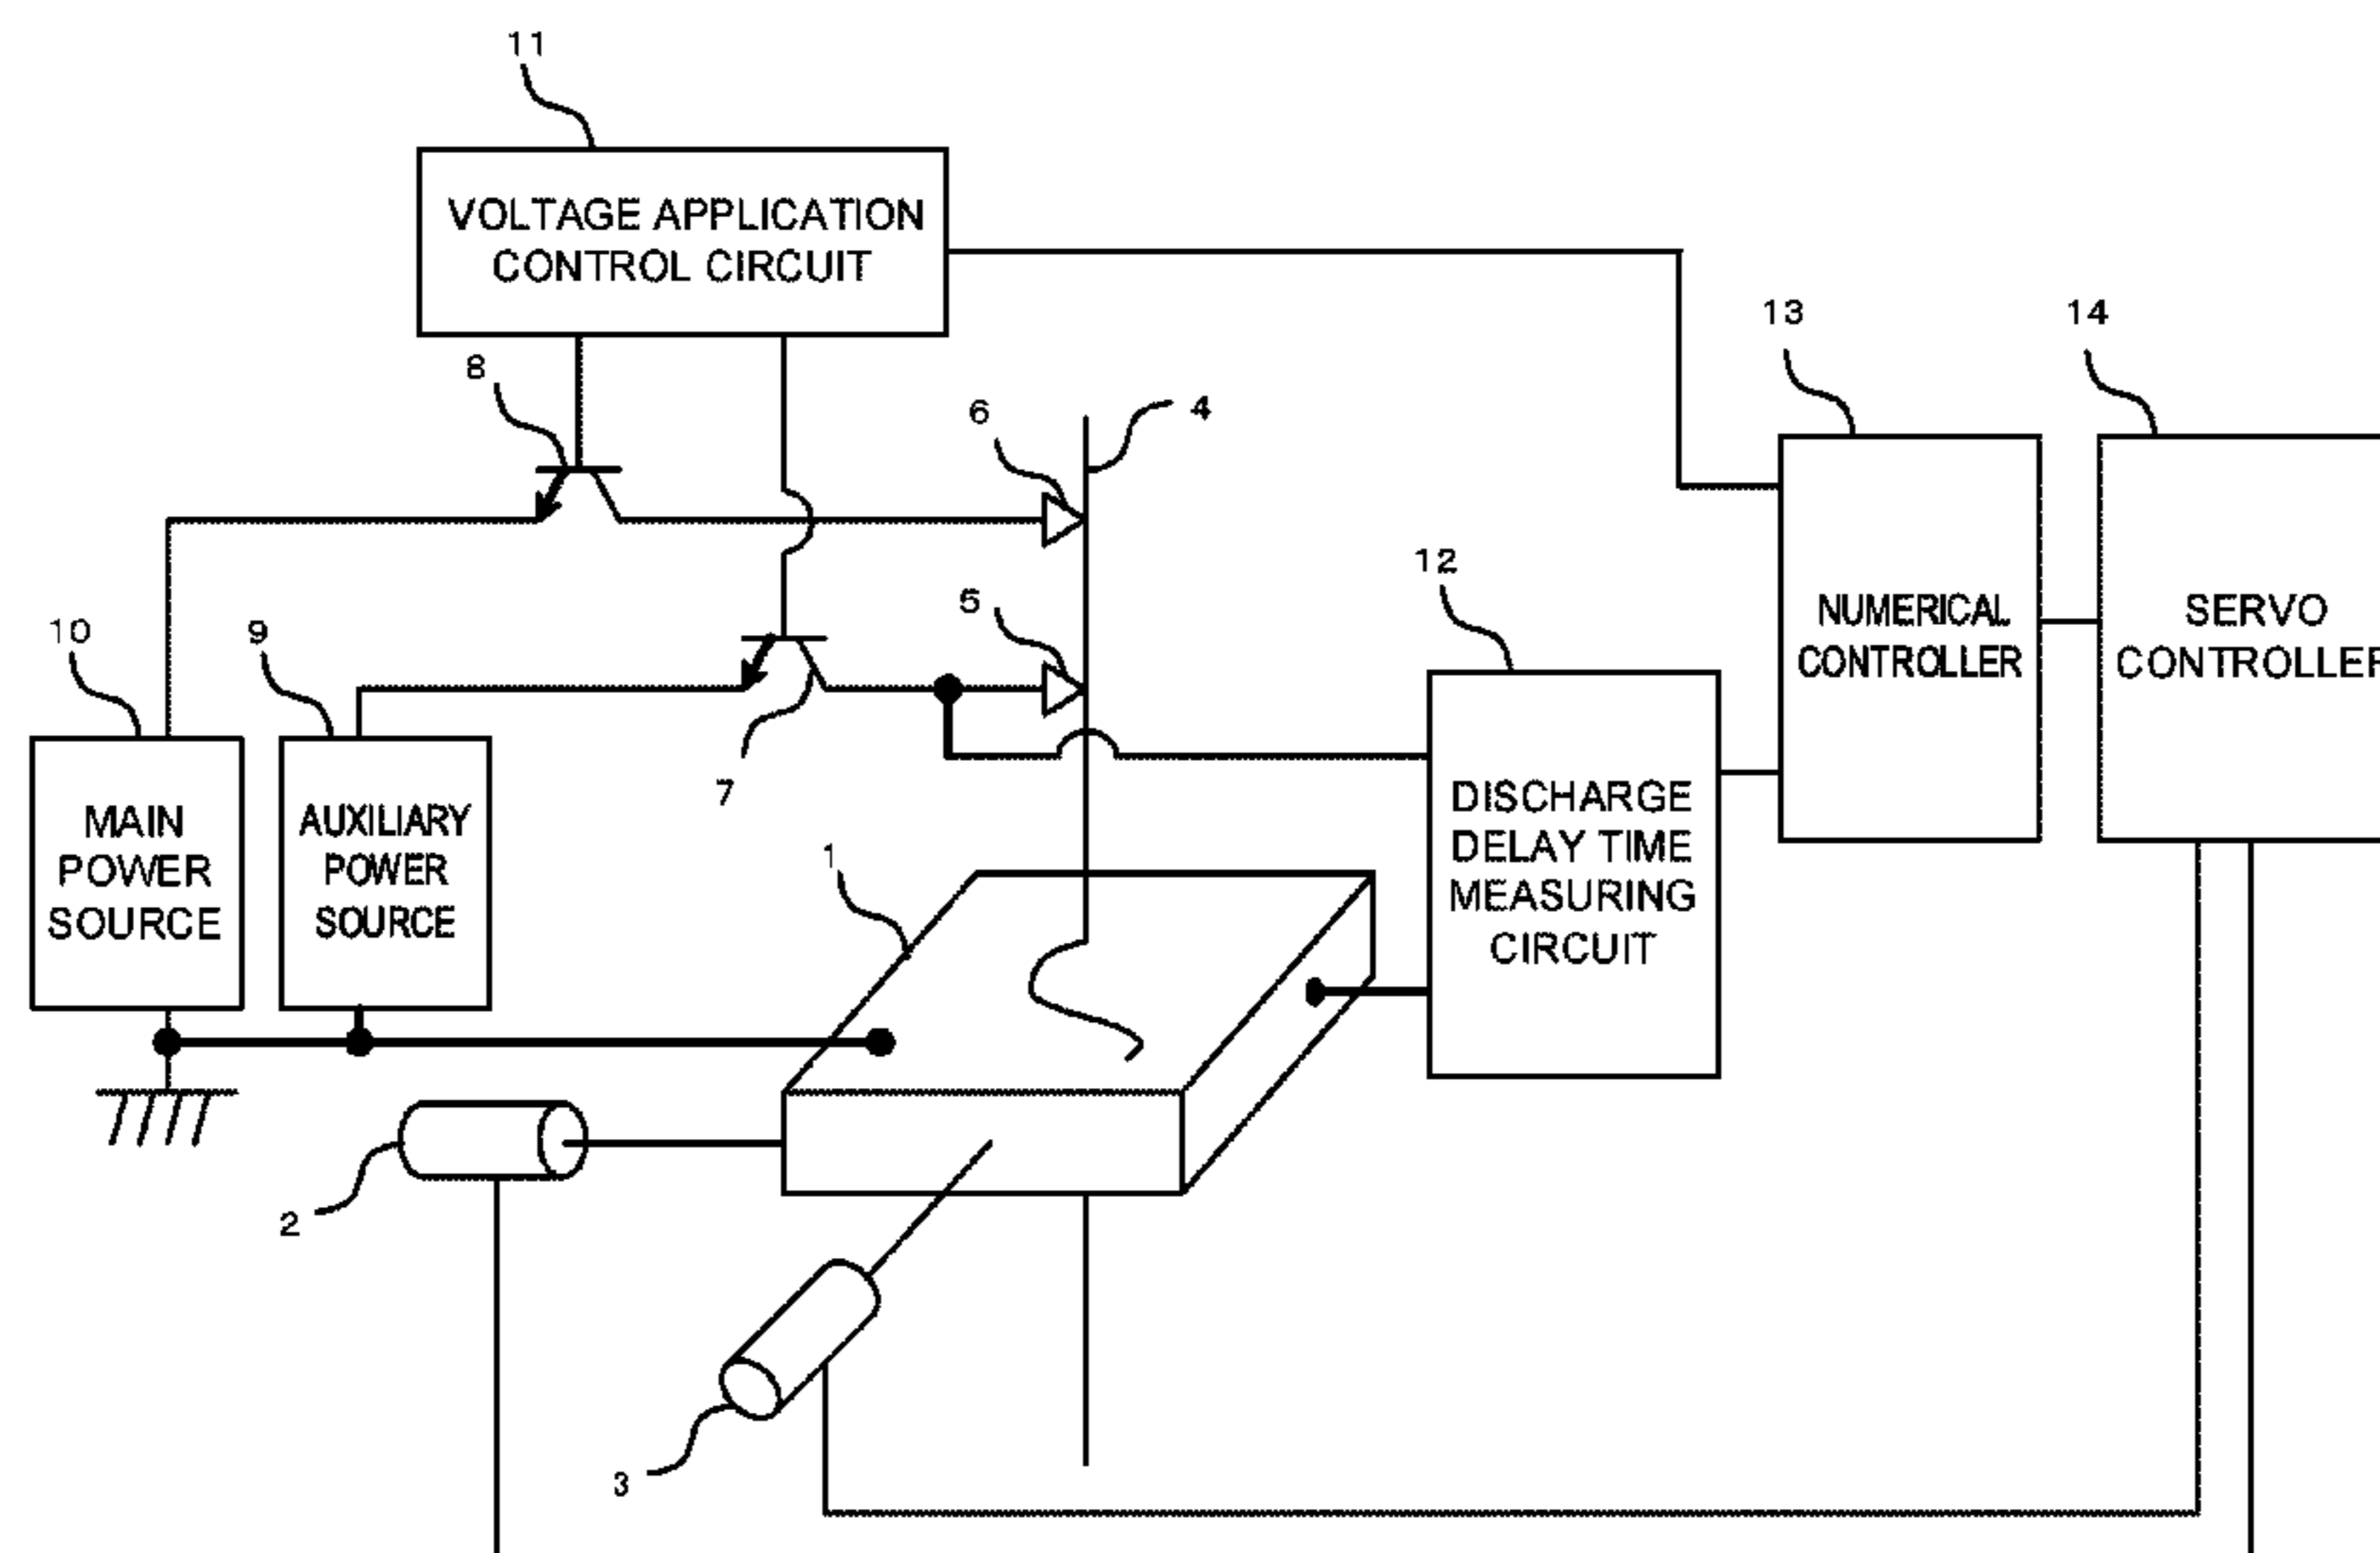 11
VOLTAGE APPLICATION
CONTROL CIRCUIT
13
14
8
6
4
12
5
NUMERICAL
CONTROLLER
SERVO
CONTROLLER
10
9
7
MAIN
POWER
SOURCE
AUXILIARY
POWER
SOURCE
DISCHARGE
DELAY TIME
MEASURING
CIRCUIT
1
2
3